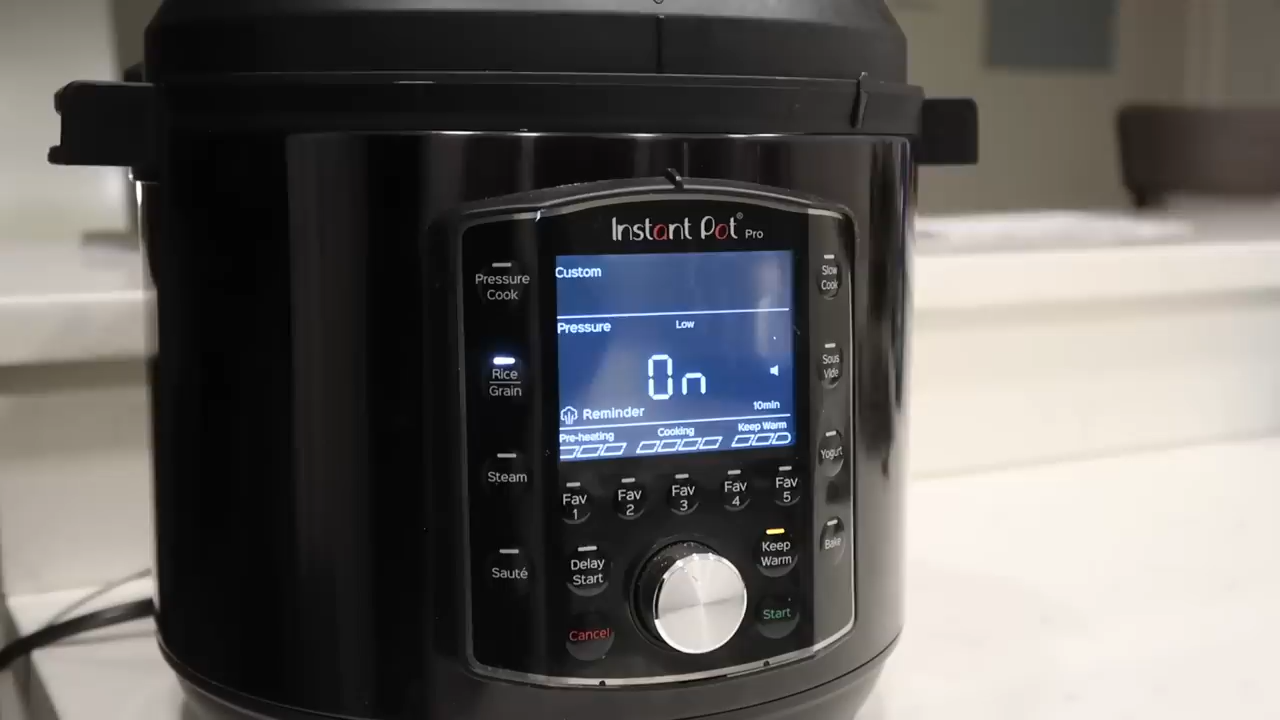 Instant Pot® Pro
Custom
Pressure Low
On
Reminder 10min
Pre-heating Cooking Keep Warm
Pressure
Cook
Rice
Grain
Steam
Sauté
Fav
1
Fav
2
Fav
3
Fav
4
Fav
5
Delay
Start
Keep
Warm
Cancel
Start
Slow
Cook
Sous
Vide
Yogurt
Bake